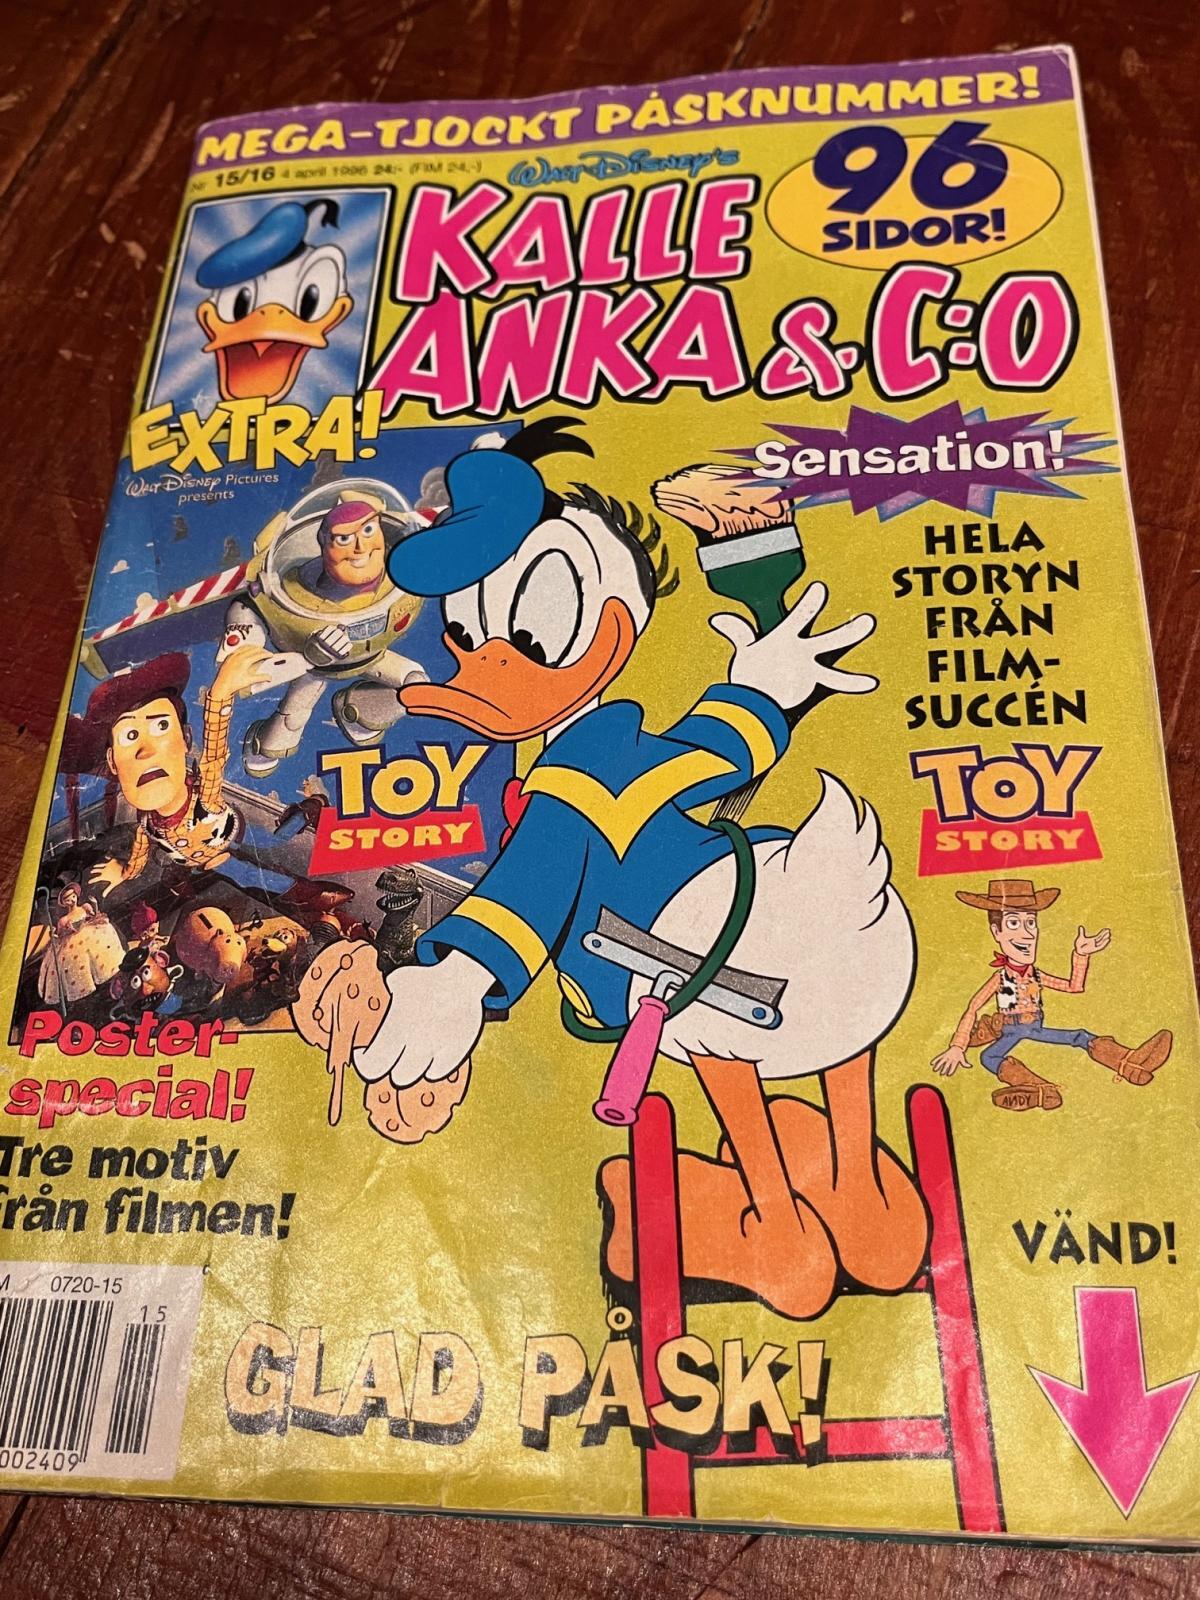 MEGA-TJOCKT PÅSKNUMMER!
Nr 15/16 4 april 1996 24:- (FIM 24,-)
WALT DISNEY'S
96
SIDOR!
KALLE
ANKA & C:O
EXTRA!
WALT DISNEY Pictures
presents
TOY
STORY
Sensation!
HELA
STORYN
FRÅN
FILM-
SUCCÉN
TOY
STORY
ANDY
Poster-
special!
Tre motiv
från filmen!
VÄND!
0720-15
15
002409
GLAD PÅSK!